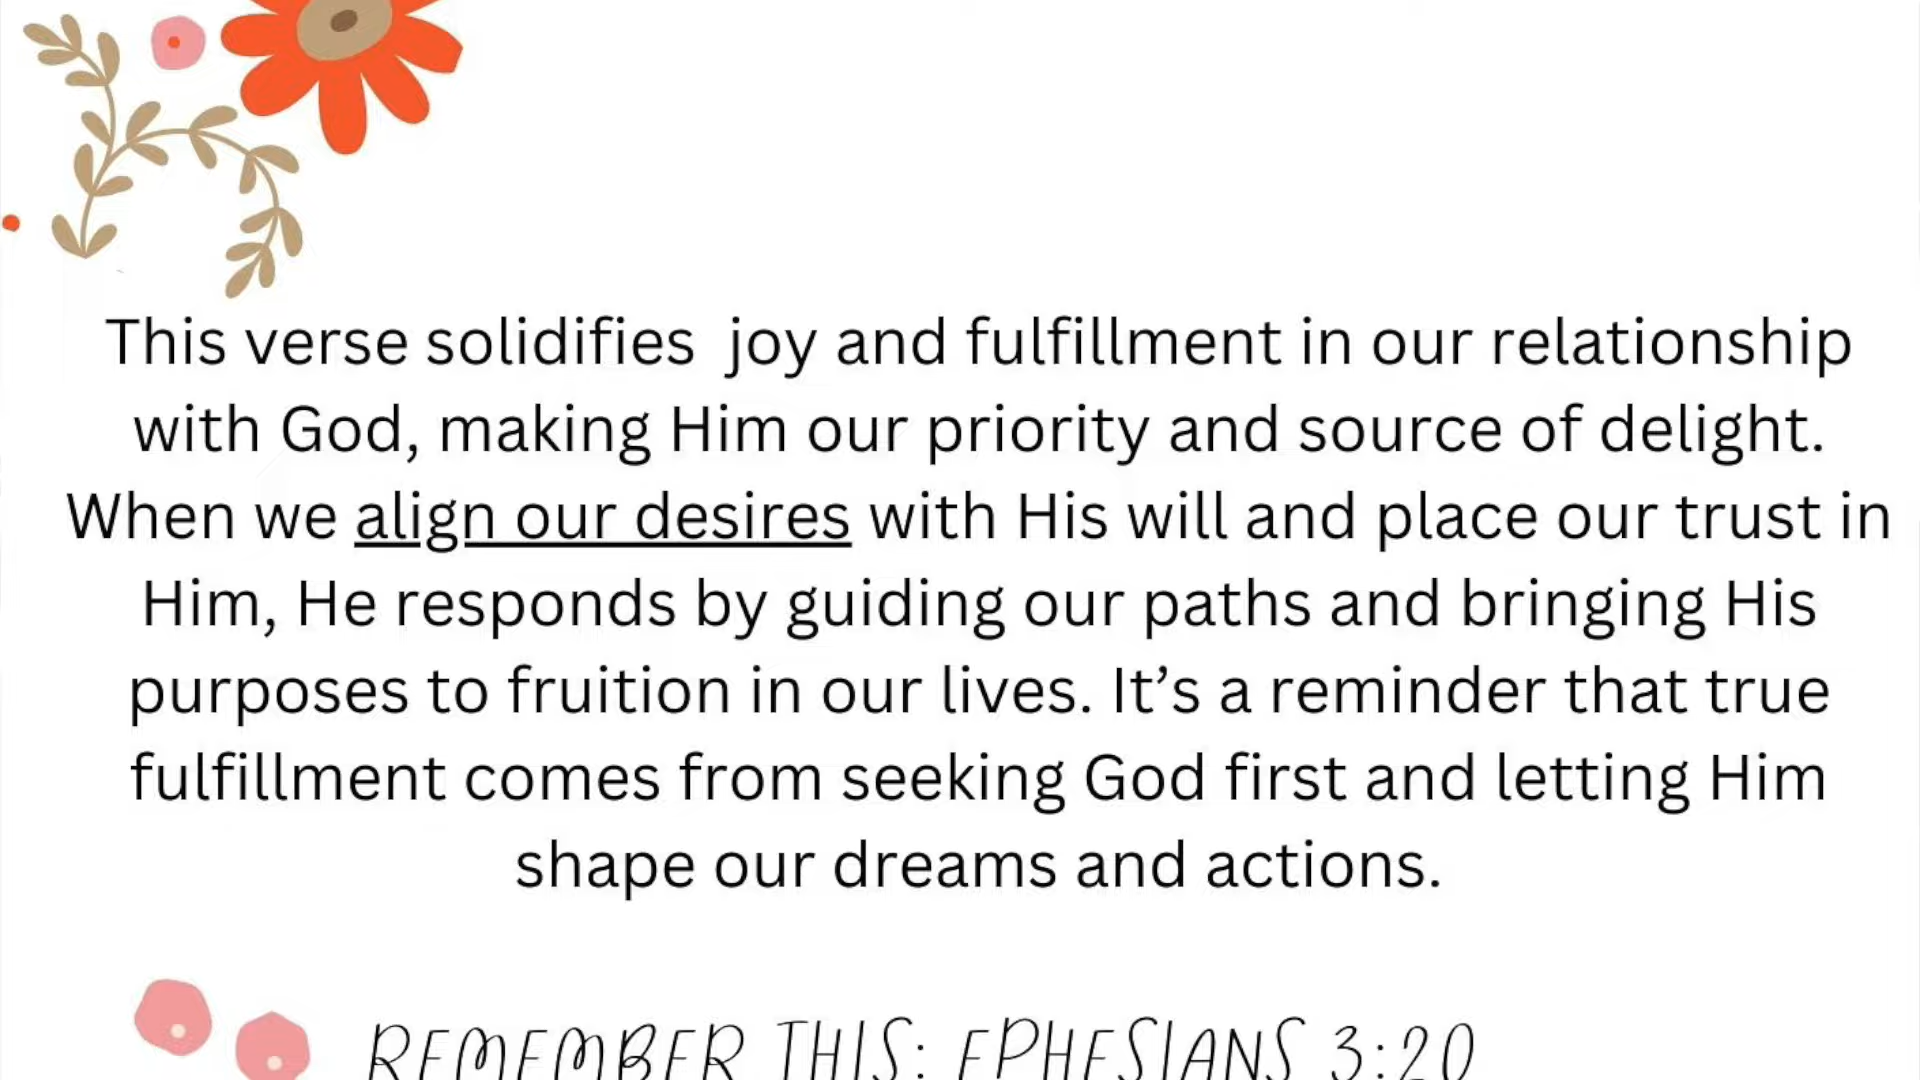 This verse solidifies  joy and fulfillment in our relationship
with God, making Him our priority and source of delight.
When we align our desires with His will and place our trust in
Him, He responds by guiding our paths and bringing His
purposes to fruition in our lives. It’s a reminder that true
fulfillment comes from seeking God first and letting Him
shape our dreams and actions.
REMEMBER THIS: EPHESIANS 3:20